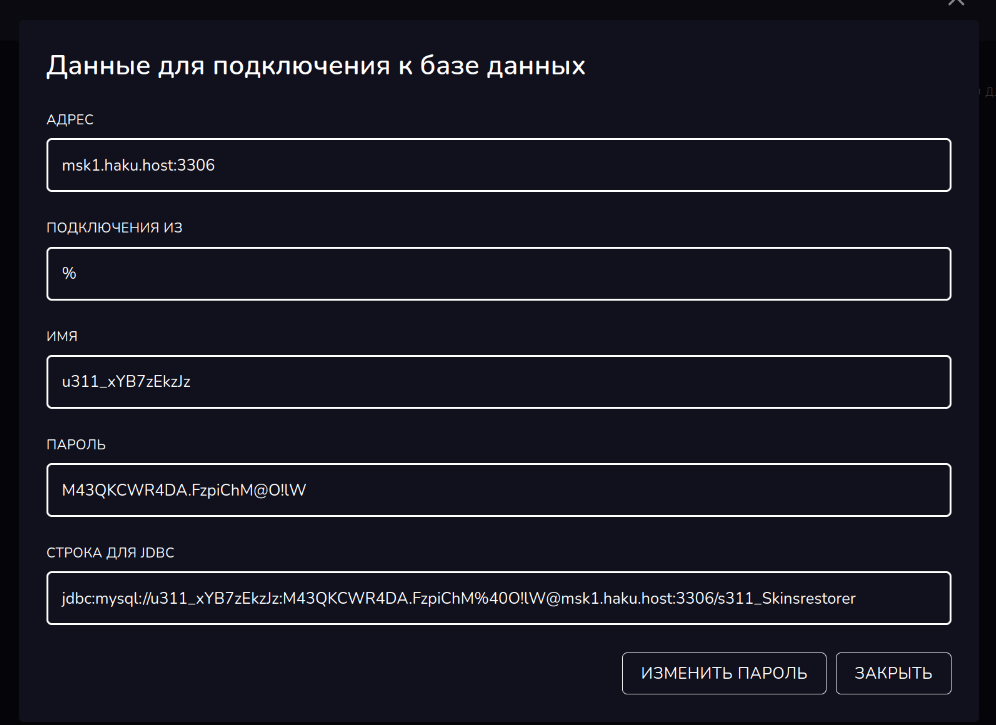 Данные для подключения к базе данных
АДРЕС
msk1.haku.host:3306
ПОДКЛЮЧЕНИЯ ИЗ
%
ИМЯ
u311_xYB7zEkzJz
ПАРОЛЬ
M43QKCWR4DA.FzpiChM@O!lW
СТРОКА ДЛЯ JDBC
jdbc:mysql://u311_xYB7zEkzJz:M43QKCWR4DA.FzpiChM%40O!lW@msk1.haku.host:3306/s311_Skinsrestorer
ИЗМЕНИТЬ ПАРОЛЬ ЗАКРЫТЬ